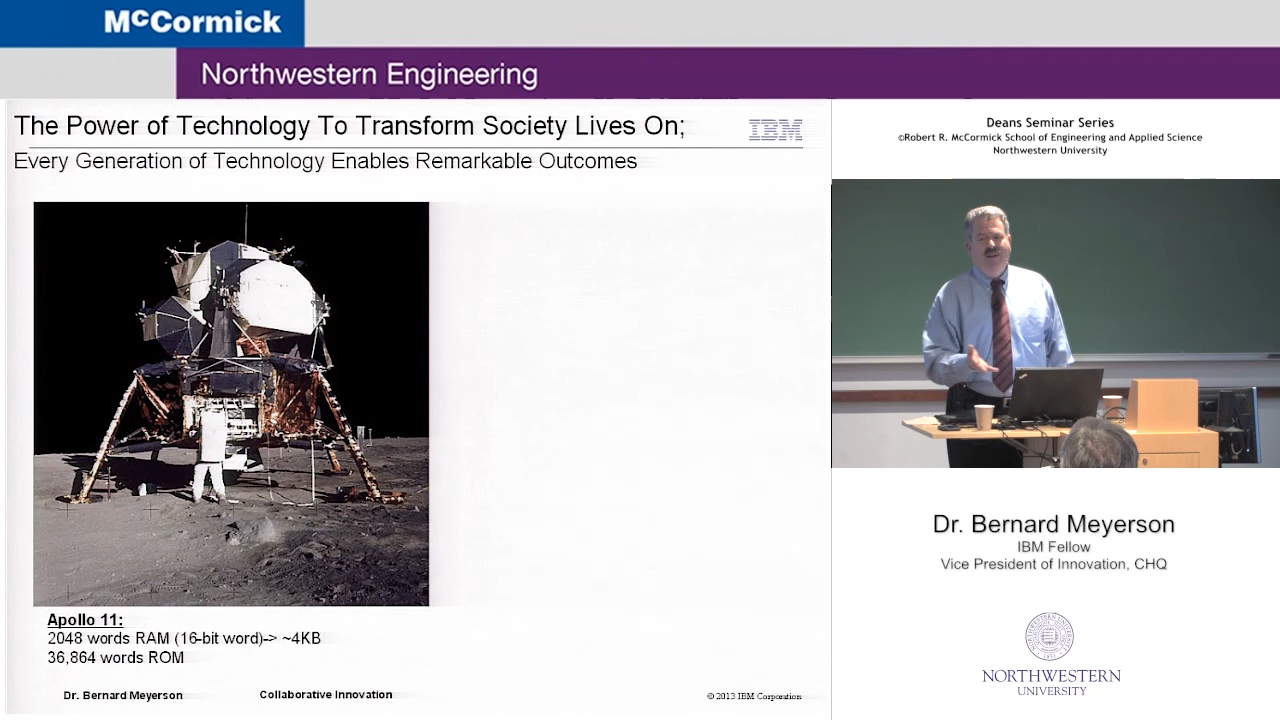 McCormick
Northwestern Engineering
The Power of Technology To Transform Society Lives On;
IBM
Every Generation of Technology Enables Remarkable Outcomes
Apollo 11:
2048 words RAM (16-bit word)-> ~4KB
36,864 words ROM
Dr. Bernard Meyerson
Collaborative Innovation
© 2013 IBM Corporation
Deans Seminar Series
©Robert R. McCormick School of Engineering and Applied Science
Northwestern University
Dr. Bernard Meyerson
IBM Fellow
Vice President of Innovation, CHQ
NORTHWESTERN
UNIVERSITY